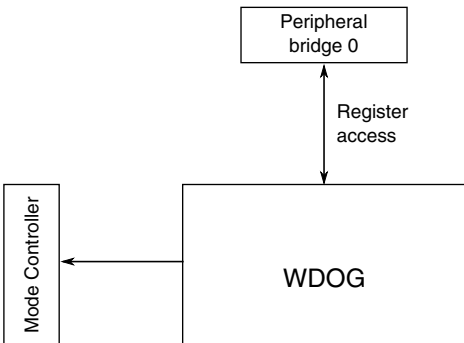 Peripheral
bridge 0
Register
access
Mode Controller
WDOG